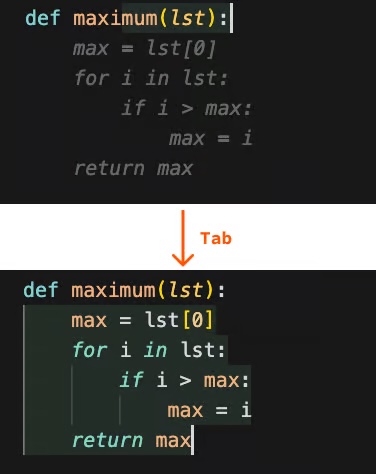 def maximum(lst):
    max = lst[0]
    for i in lst:
        if i > max:
            max = i
    return max
Tab
def maximum(lst):
    max = lst[0]
    for i in lst:
        if i > max:
            max = i
    return max